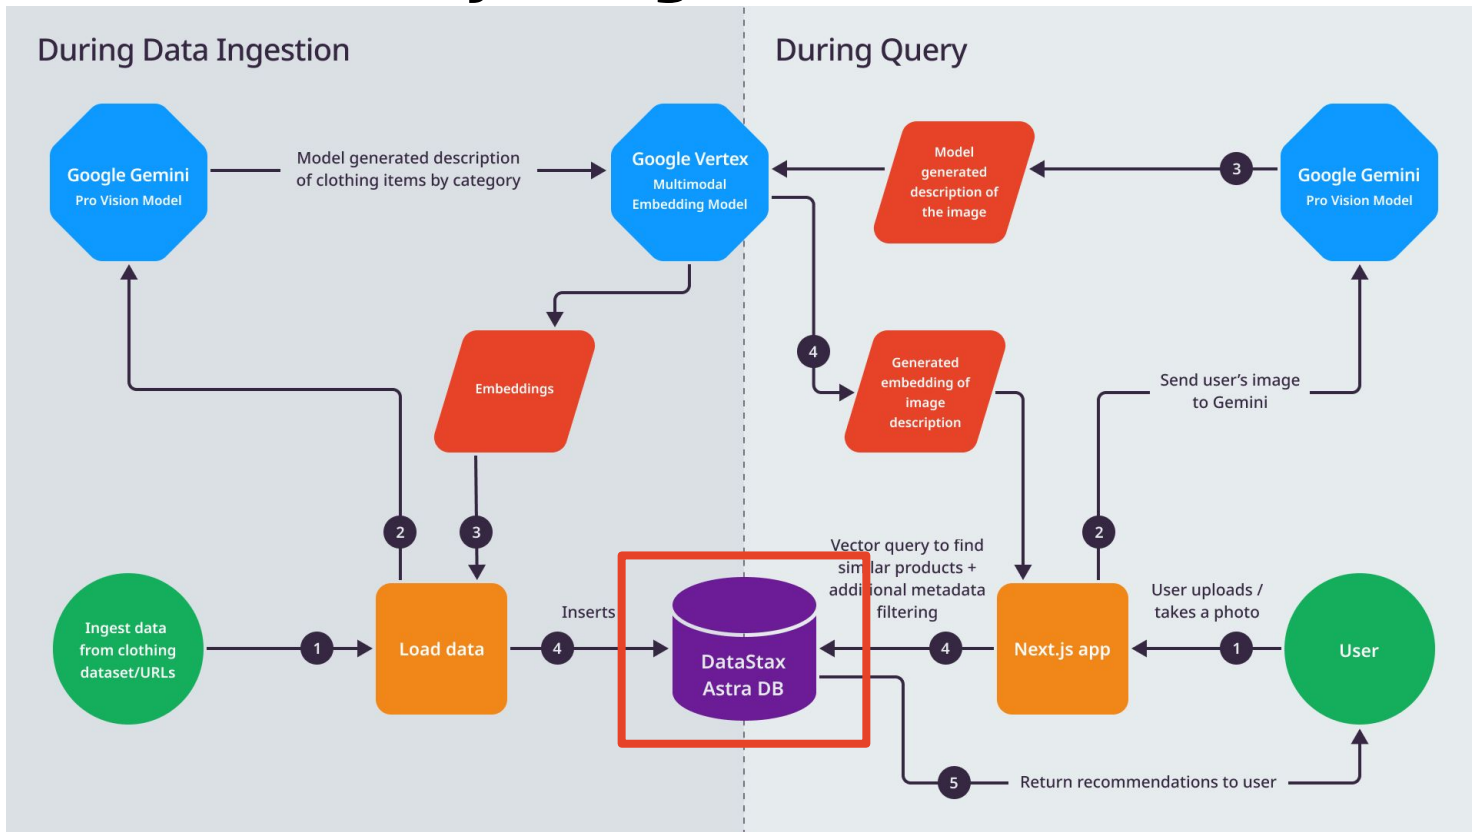 During Data Ingestion
During Query
Google Gemini
Pro Vision Model
Model generated description
of clothing items by category
Google Vertex
Multimodal
Embedding Model
Model
generated
description of
the image
3
Google Gemini
Pro Vision Model
Embeddings
4
Generated
embedding of
image
description
Send user's image
to Gemini
2
3
2
Ingest data
from clothing
dataset/URLs
1
Load data
Inserts
4
DataStax
Astra DB
Vector query to find
similar products +
additional metadata
filtering
4
Next.js app
User uploads /
takes a photo
1
User
5
Return recommendations to user